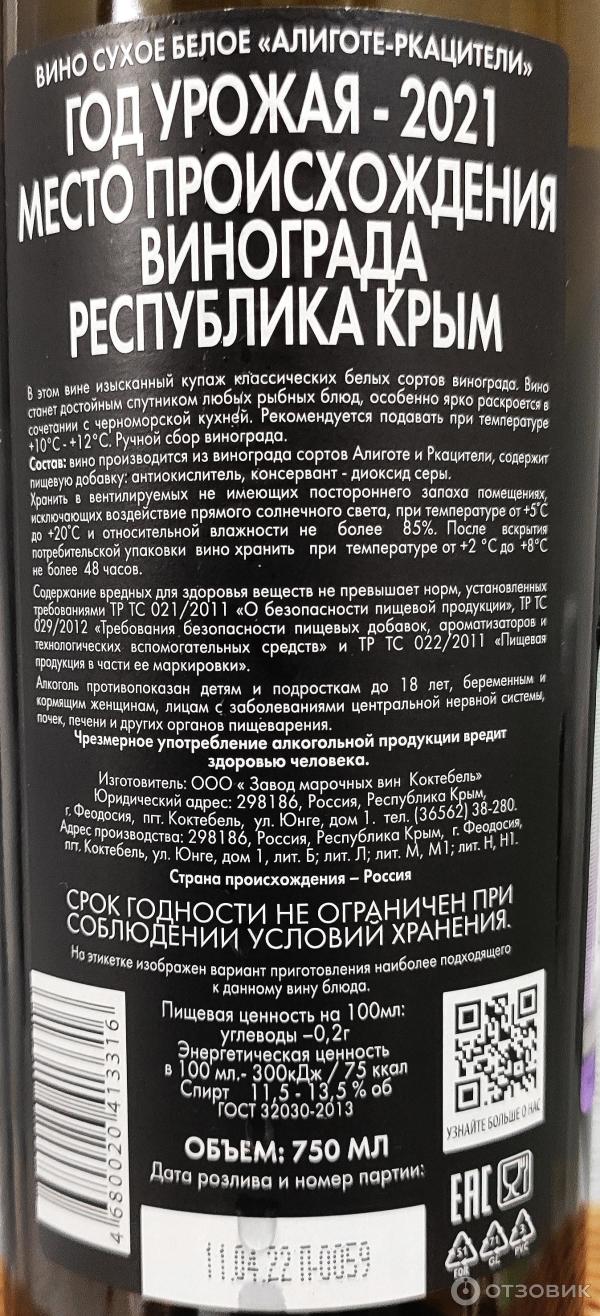 ВИНО СУХОЕ БЕЛОЕ «АЛИГОТЕ-РКАЦИТЕЛИ»
ГОД УРОЖАЯ - 2021
МЕСТО ПРОИСХОЖДЕНИЯ
ВИНОГРАДА
РЕСПУБЛИКА КРЫМ
В этом вине изысканный купаж классических белых сортов винограда. Вино
станет достойным спутником любых рыбных блюд, особенно ярко раскроется в
сочетании с черноморской кухней. Рекомендуется подавать при температуре
+10°С - +12°С. Ручной сбор винограда.
Состав: вино производится из винограда сортов Алиготе и Ркацители, содержит
пищевую добавку: антиокислитель, консервант - диоксид серы.
Хранить в вентилируемых не имеющих постороннего запаха помещениях,
исключающих воздействие прямого солнечного света, при температуре от +5°С
до +20°С и относительной влажности не более 85%. После вскрытия
потребительской упаковки вино хранить при температуре от +2 °С до +8°С
не более 48 часов.
Содержание вредных для здоровья веществ не превышает норм, установленных
требованиями ТР ТС 021/2011 «О безопасности пищевой продукции», ТР ТС
029/2012 «Требования безопасности пищевых добавок, ароматизаторов и
технологических вспомогательных средств» и ТР ТС 022/2011 «Пищевая
продукция в части ее маркировки».
Алкоголь противопоказан детям и подросткам до 18 лет, беременным и
кормящим женщинам, лицам с заболеваниями центральной нервной системы,
почек, печени и других органов пищеварения.
Чрезмерное употребление алкогольной продукции вредит
здоровью человека.
Изготовитель: ООО « Завод марочных вин Коктебель»
Юридический адрес: 298186, Россия, Республика Крым,
г. Феодосия, пгт. Коктебель, ул. Юнге, дом 1. тел. (36562) 38-280.
Адрес производства: 298186, Россия, Республика Крым, г. Феодосия,
пгт. Коктебель, ул. Юнге, дом 1, лит. Б; лит. Л; лит. М, М1; лит. Н, Н1.
Страна происхождения – Россия
СРОК ГОДНОСТИ НЕ ОГРАНИЧЕН ПРИ
СОБЛЮДЕНИИ УСЛОВИЙ ХРАНЕНИЯ.
На этикетке изображен вариант приготовления наиболее подходящего
к данному вину блюда.
Пищевая ценность на 100мл:
углеводы –0,2г
Энергетическая ценность
в 100 мл.- 300кДж / 75 ккал
Спирт 11,5 - 13,5 % об
ГОСТ 32030-2013
4 680020 413316
УЗНАЙТЕ БОЛЬШЕ О НАС
ОБЪЕМ: 750 МЛ
Дата розлива и номер партии:
11.04.22 П-0059
EAC
51
FOR
71
GL
3
PVC
ОТЗОВИК